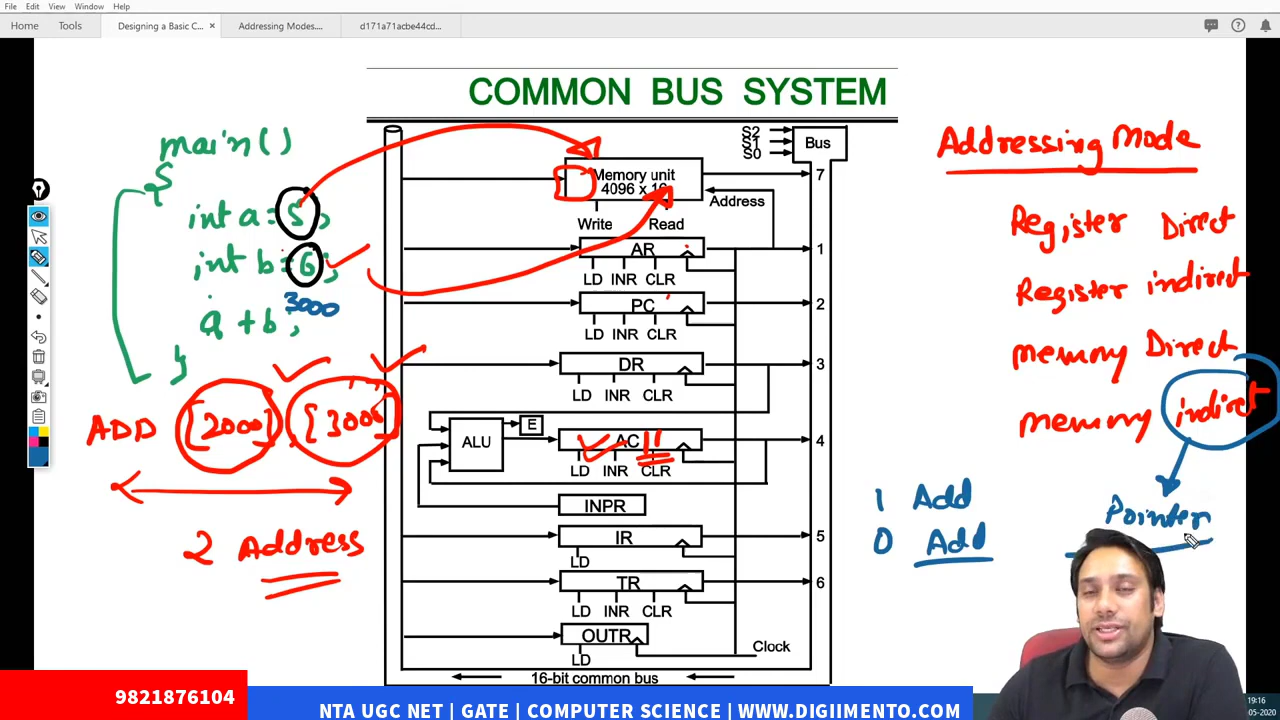 File Edit View Window Help
Home Tools Designing a Basic C... × Addressing Modes.... d171a71acbe44cd...
COMMON BUS SYSTEM
main()
{
int a = 5,
int b = 6;
3000
a + b;
}
ADD [2000] [3000]
2 Address
S2
S1
S0
Bus
Memory unit
4096 x 16
7
Address
Write Read
AR 1
LD INR CLR
PC 2
LD INR CLR
DR 3
LD INR CLR
ALU E AC 11 4
LD INR CLR
INPR
IR 5
LD
TR 6
LD INR CLR
OUTR
LD
Clock
16-bit common bus
Addressing Mode
Register Direct
Register indirect
memory Direct
memory indirect
Pointer
1 Add
0 Add
9821876104
NTA UGC NET | GATE | COMPUTER SCIENCE | WWW.DIGIIMENTO.COM
19:16
05-2020